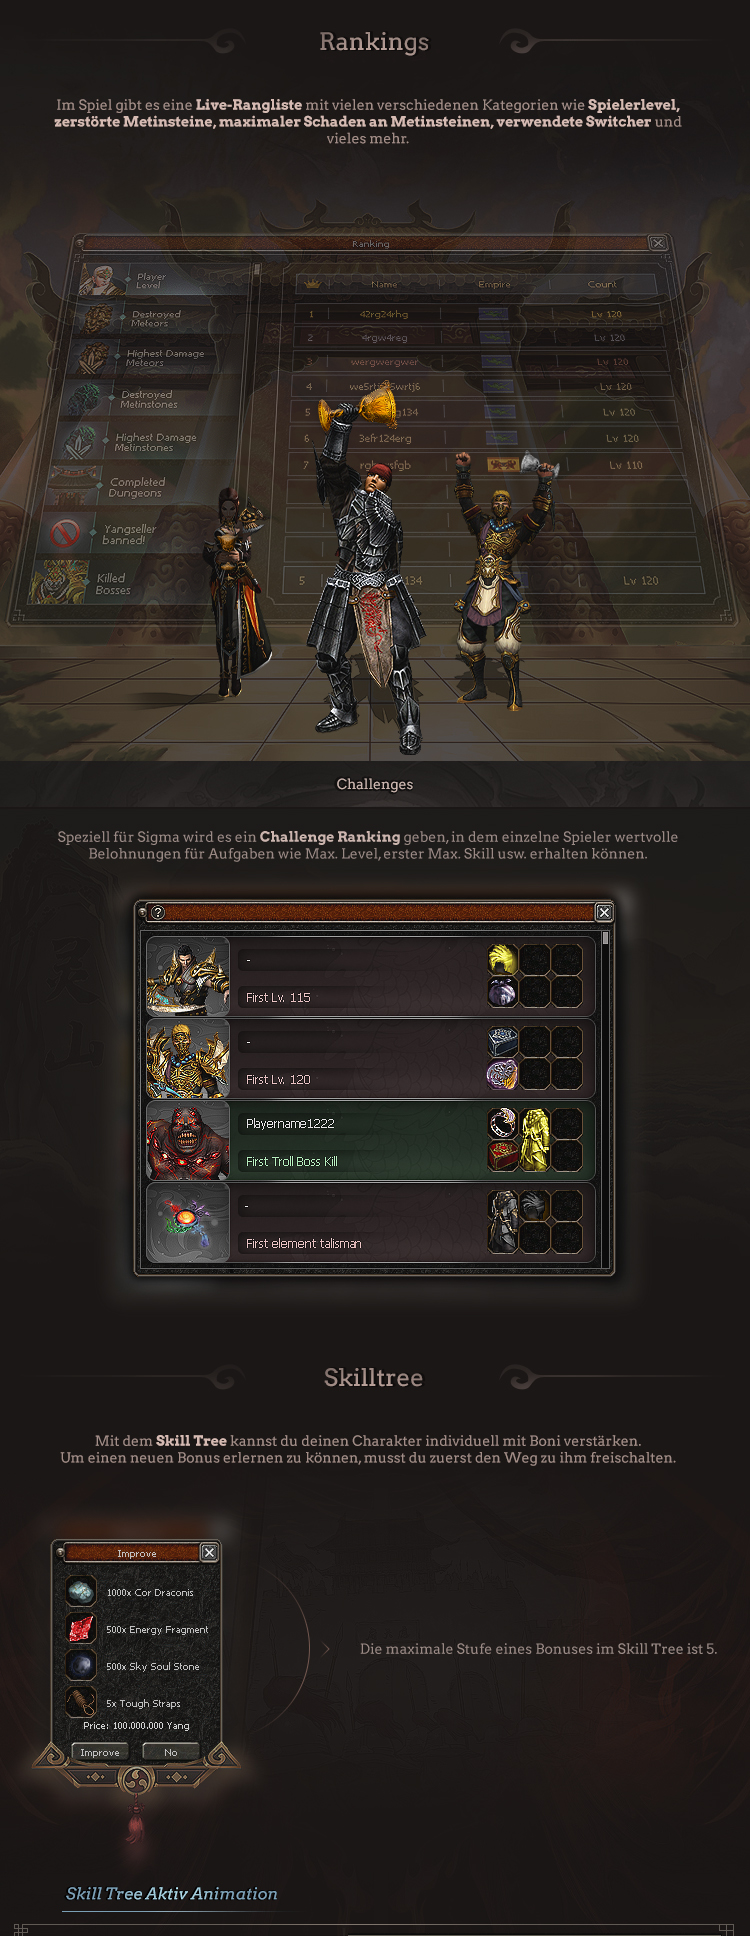 Rankings
Im Spiel gibt es eine Live-Rangliste mit vielen verschiedenen Kategorien wie Spielerlevel,
zerstörte Metinsteine, maximaler Schaden an Metinsteinen, verwendete Switcher und
vieles mehr.
Ranking
Player
Level
Destroyed
Meteors
Highest Damage
Meteors
Destroyed
Metinstones
Highest Damage
Metinstones
Completed
Dungeons
Yangseller
banned!
Killed
Bosses
Name Empire Count
1 42rg24rhg Lv 120
2 4rgw4reg Lv 120
3 wergwergwer Lv 120
4 Lv 120
5 Lv 120
6 3efr124erg Lv 120
7 Lv 110
5 134 Lv 120
Challenges
Speziell für Sigma wird es ein Challenge Ranking geben, in dem einzelne Spieler wertvolle
Belohnungen für Aufgaben wie Max. Level, erster Max. Skill usw. erhalten können.
?
-
First Lv. 115
-
First Lv. 120
Playername1222
First Troll Boss Kill
-
First element talisman
Skilltree
Mit dem Skill Tree kannst du deinen Charakter individuell mit Boni verstärken.
Um einen neuen Bonus erlernen zu können, musst du zuerst den Weg zu ihm freischalten.
Improve
1000x Cor Draconis
500x Energy Fragment
500x Sky Soul Stone
5x Tough Straps
Price: 100.000.000 Yang
Improve No
Die maximale Stufe eines Bonuses im Skill Tree ist 5.
Skill Tree Aktiv Animation